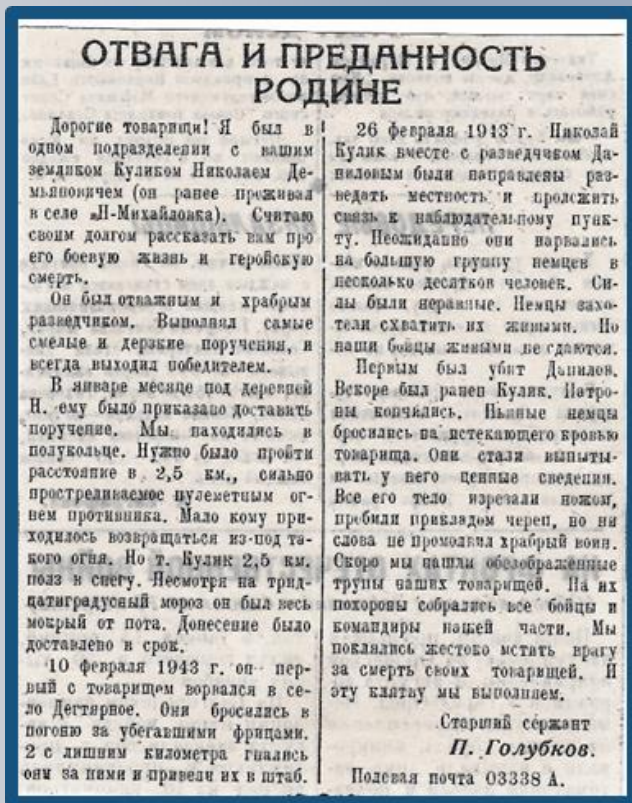 ОТВАГА И ПРЕДАННОСТЬ
РОДИНЕ
Дорогие товарищи! Я был в
одном подразделении с вашим
земляком Куликом Николаем Де-
мьяновичем (он ранее проживал
в селе «Н-Михайловка). Считаю
своим долгом рассказать вам про
его боевую жизнь и геройскую
смерть.
Он был отважным и храбрым
разведчиком. Выполнял самые
смелые и дерзкие поручения, и
всегда выходил победителем.
В январе месяце под деревней
Н. ему было приказано доставить
поручение. Мы находились в
полукольце. Нужно было пройти
расстояние в 2,5 км., сильно
простреливаемое пулеметным ог-
нем противника. Мало кому при-
ходилось возвращаться из-под та-
кого огня. Но т. Кулик 2,5 км.
полз в снегу. Несмотря на трид-
цатиградусный мороз он был весь
мокрый от пота. Донесение было
доставлено в срок.
10 февраля 1943 г. он пер-
вый с товарищем ворвался в се-
ло Дегтярное. Они бросились в
погоню за убегавшими фрицами.
2 с лишним километра гнались
они за ними и привели их в штаб.
26 февраля 1943 г. Николай
Кулик вместе с разведчиком Да-
ниловым были направлены раз-
ведать местность и проложить
связь к наблюдательному пунк-
ту. Неожиданно они нарвались
на большую группу немцев в
несколько десятков человек. Си-
лы были неравные. Немцы захо-
тели схватить их живыми. Но
наши бойцы живыми не сдаются.
Первым был убит Данилов.
Вскоре был ранен Кулик. Патро-
ны кончились. Пьяные немцы
бросились на истекающего кровью
товарища. Они стали выпыты-
вать у него ценные сведения.
Все его тело изрезали ножом,
пробили прикладом череп, но ни
слова не промолвил храбрый воин.
Скоро мы нашли обезображенные
трупы наших товарищей. На их
похороны собрались все бойцы и
командиры нашей части. Мы
поклялись жестоко мстить врагу
за смерть своих товарищей. И
эту клятву мы выполняем.
Старший сержант
П. Голубков.
Полевая почта 03338 А.